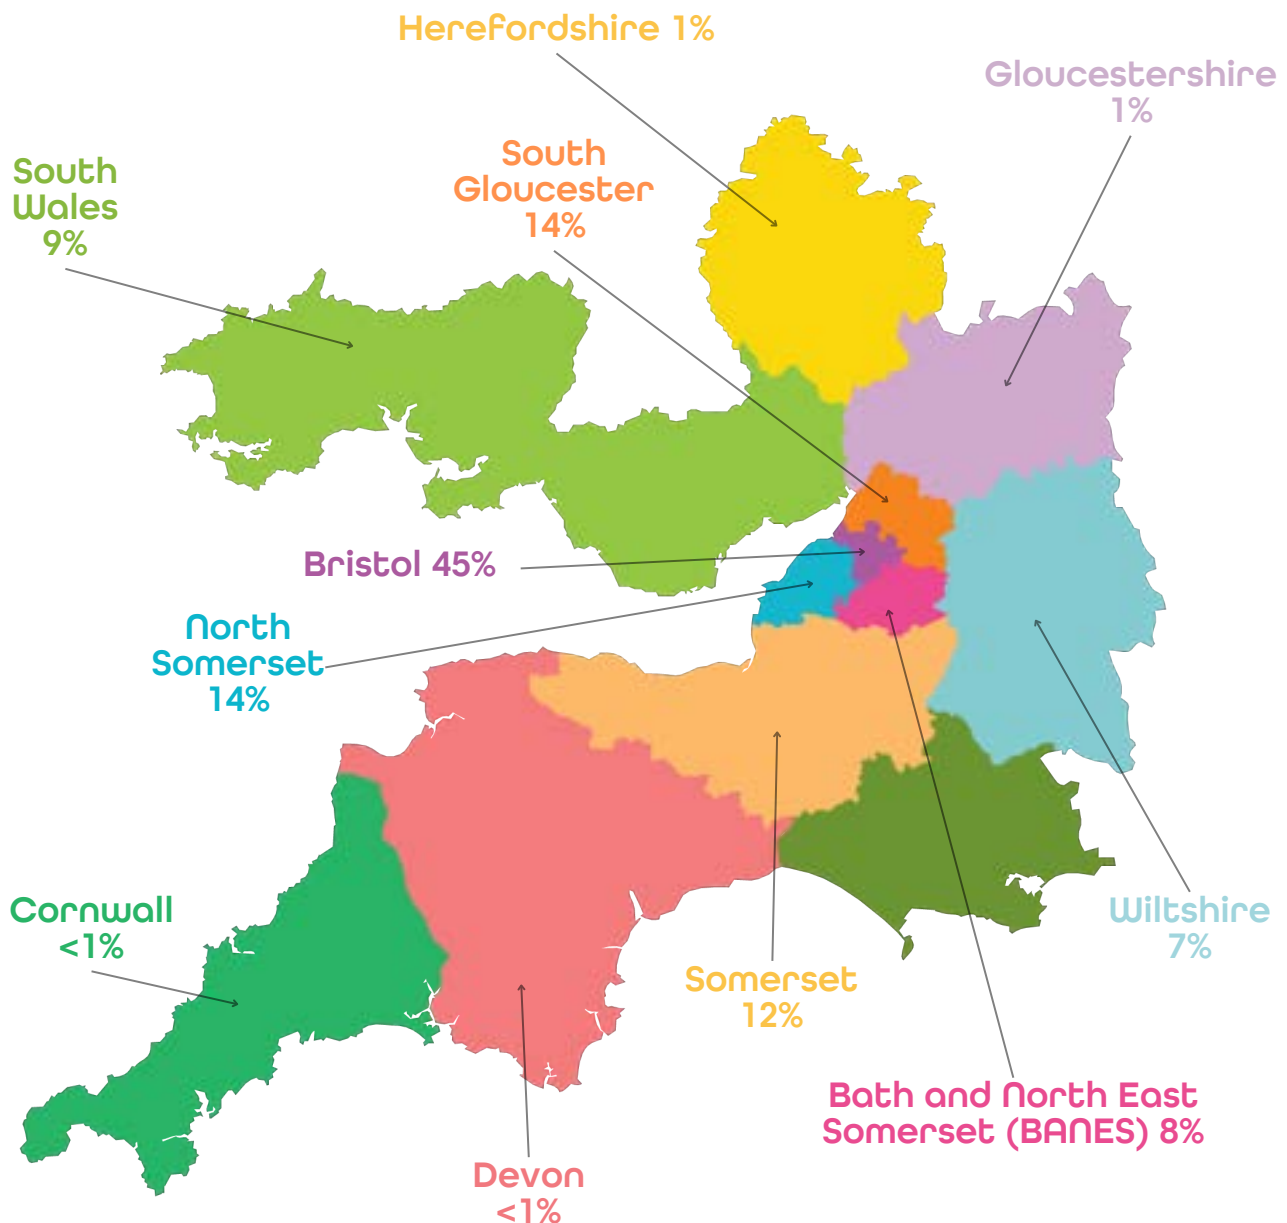 Herefordshire 1%
Gloucestershire
1%
South
Gloucester
14%
South
Wales
9%
Bristol 45%
North
Somerset
14%
Cornwall
<1%
Wiltshire
7%
Somerset
12%
Bath and North East
Somerset (BANES) 8%
Devon
<1%